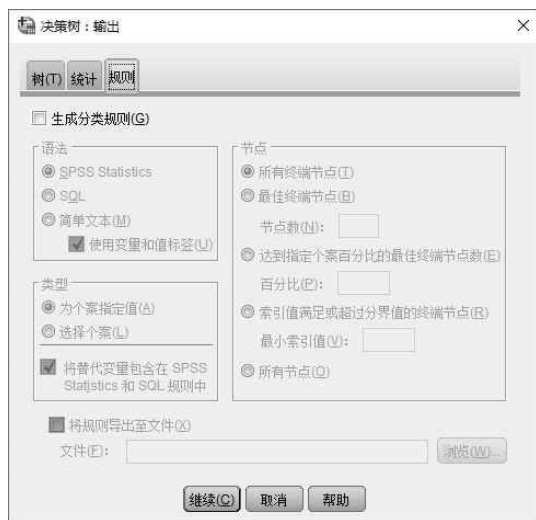 决策树：输出
树(T) 统计 规则
生成分类规则(G)
语法
SPSS Statistics
SQL
简单文本(M)
使用变量和值标签(U)
类型
为个案指定值(A)
选择个案(L)
将替代变量包含在 SPSS
Statistics 和 SQL 规则中
节点
所有终端节点(T)
最佳终端节点(B)
节点数(N):
达到指定个案百分比的最佳终端节点数(E)
百分比(P):
索引值满足或超过分界值的终端节点(R)
最小索引值(V):
所有节点(O)
将规则导出至文件(X)
文件(F):
浏览(W)...
继续(C) 取消 帮助